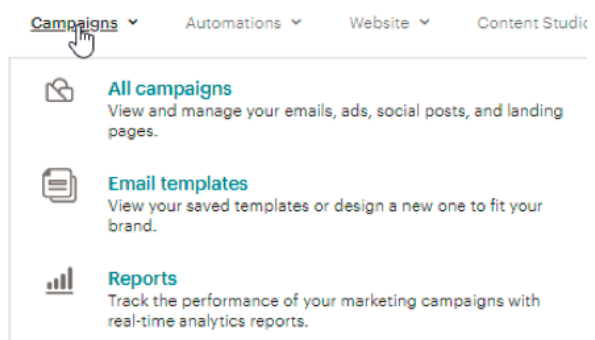 Campaigns Automations Website Content Studio
All campaigns
View and manage your emails, ads, social posts, and landing
pages.
Email templates
View your saved templates or design a new one to fit your
brand.
Reports
Track the performance of your marketing campaigns with
real-time analytics reports.